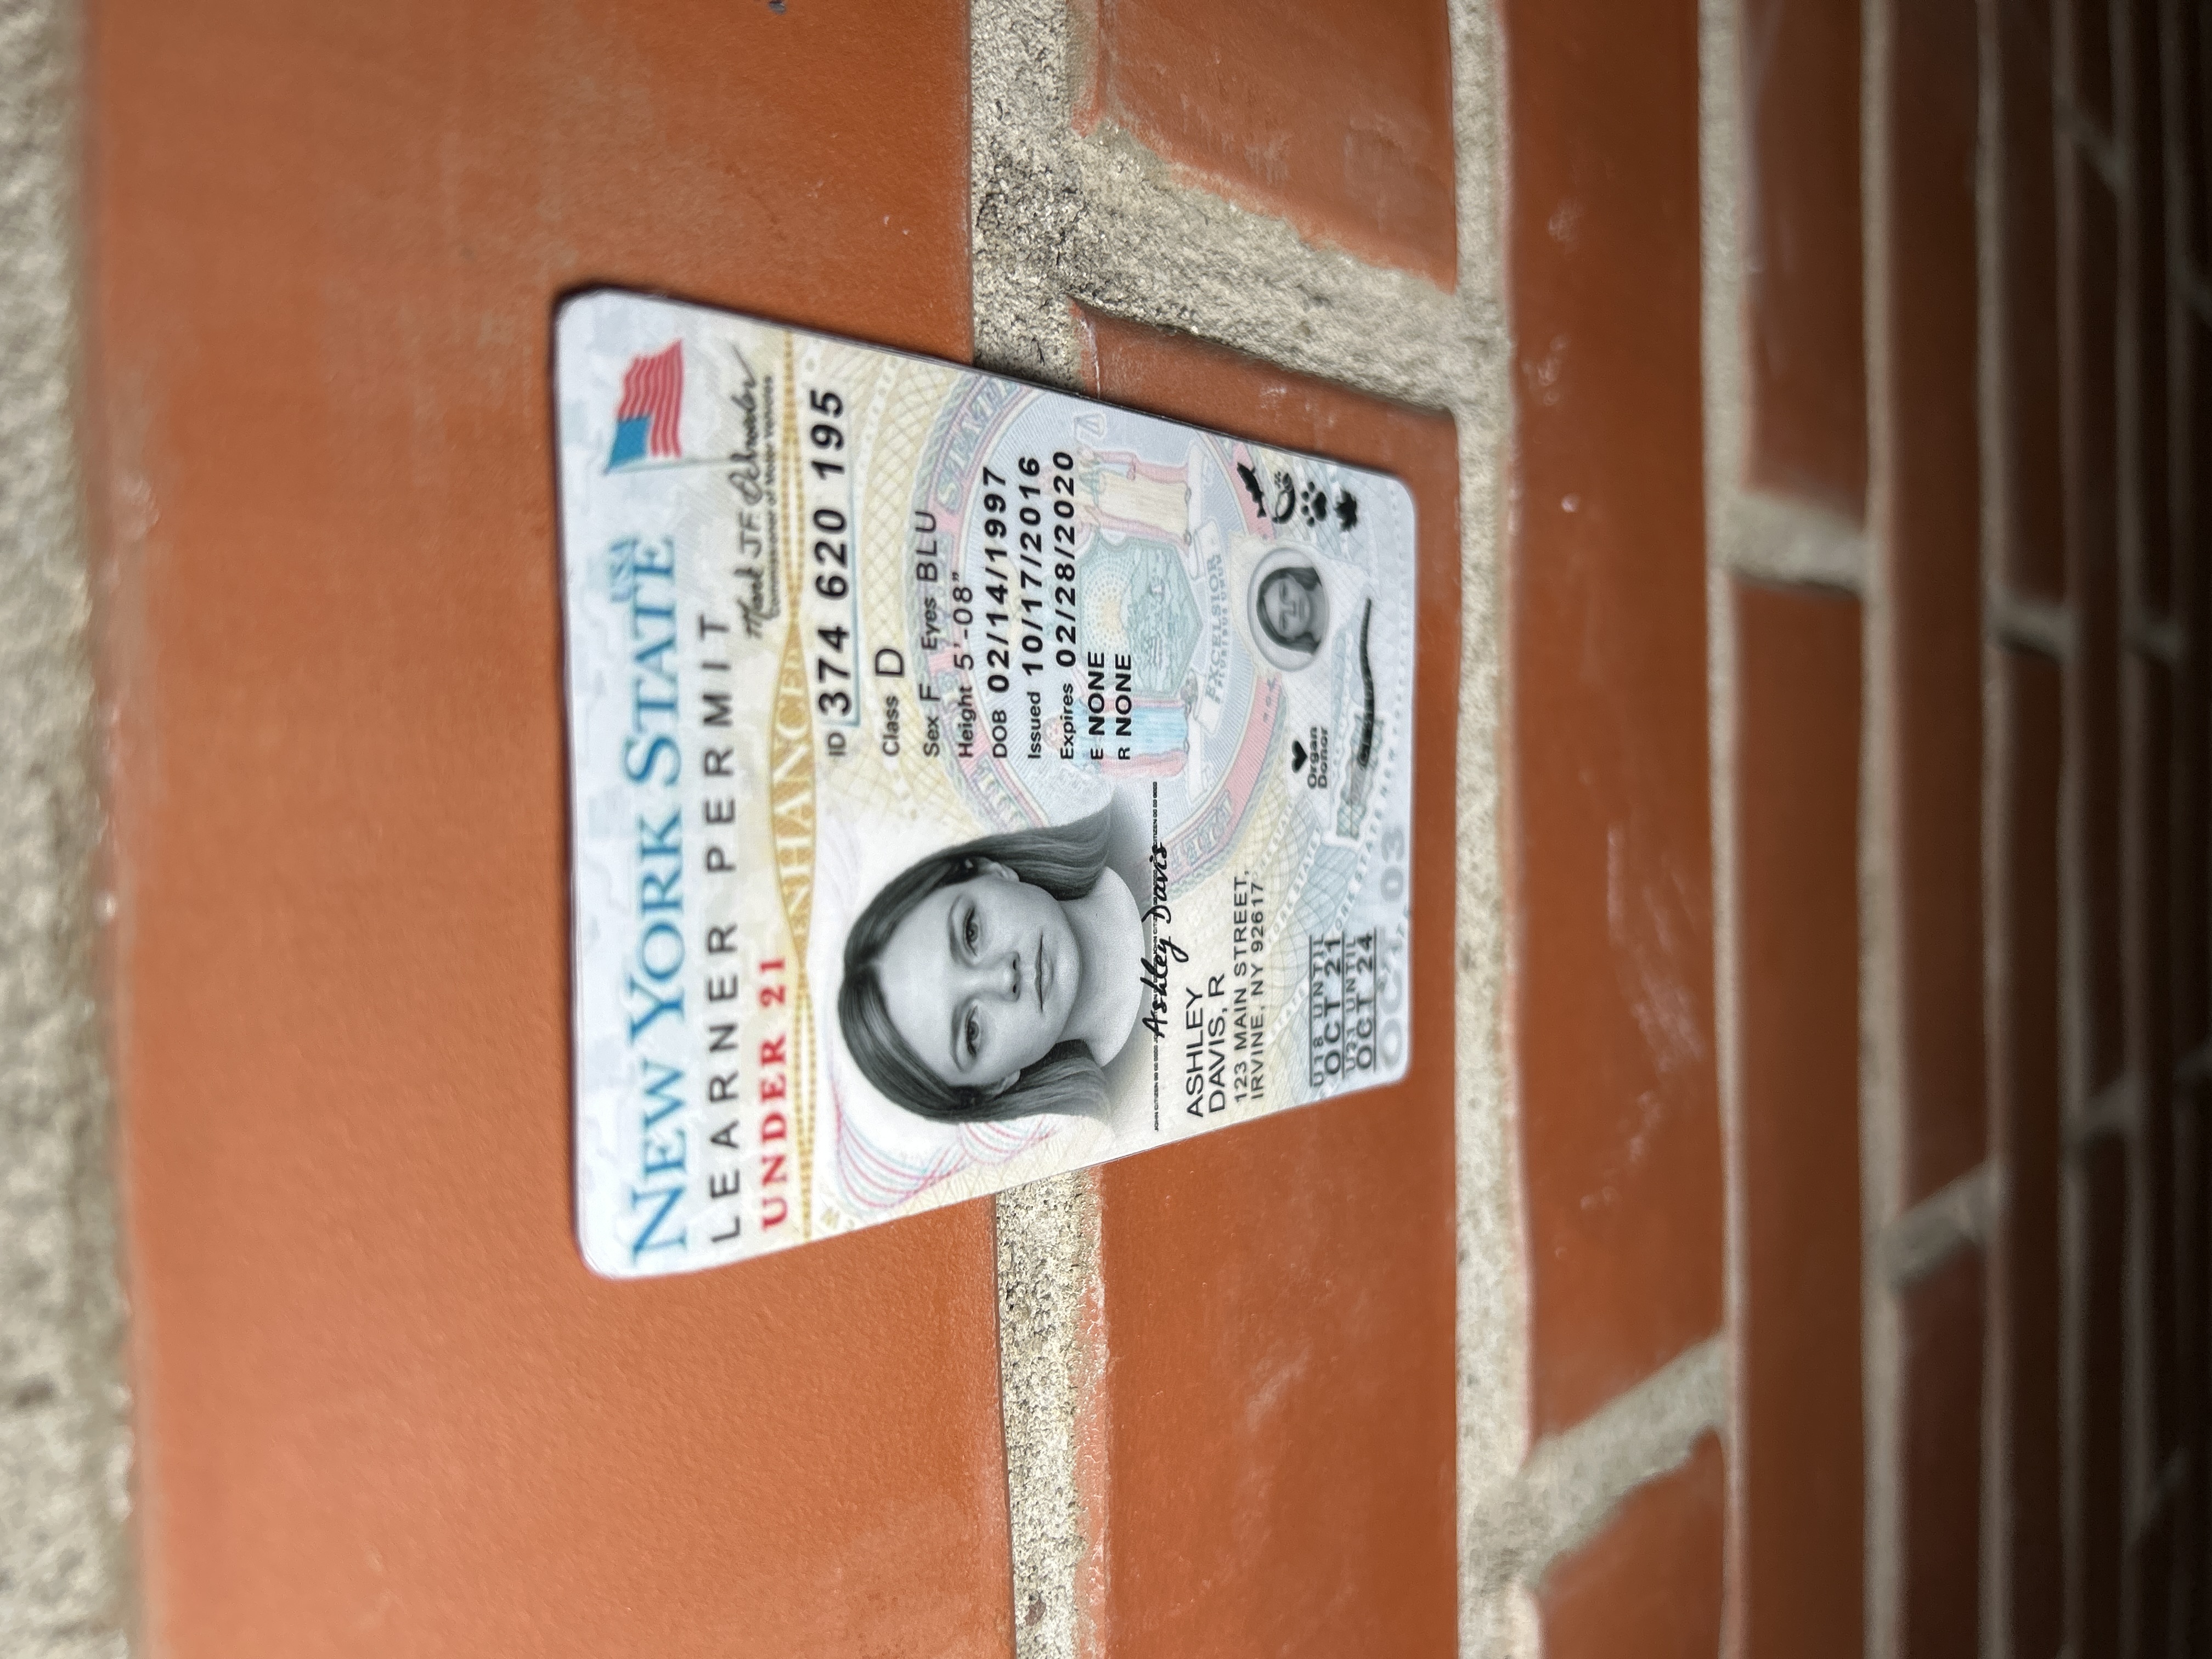 NEW YORK STATE USA
LEARNER PERMIT
UNDER 21
Commissioner of Motor Vehicles
ENHANCED
ID 374 620 195
Class D
Sex F Eyes BLU
Height 5'-08"
DOB 02/14/1997
Issued 10/17/2016
Expires 02/28/2020
E NONE
R NONE
Ashley Davis
ASHLEY
DAVIS, R
123 MAIN STREET,
IRVINE, NY 92617
EXCELSIOR
E PLURIBUS UNUM
Organ
Donor
U18 UNTIL
OCT 21
U21 UNTIL
OCT 24
OCT 03